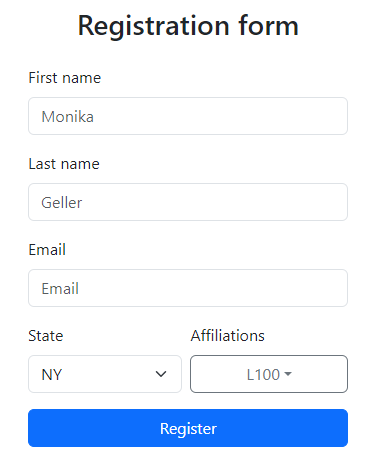 Registration form
First name
Monika
Last name
Geller
Email
Email
State Affiliations
NY L100
Register